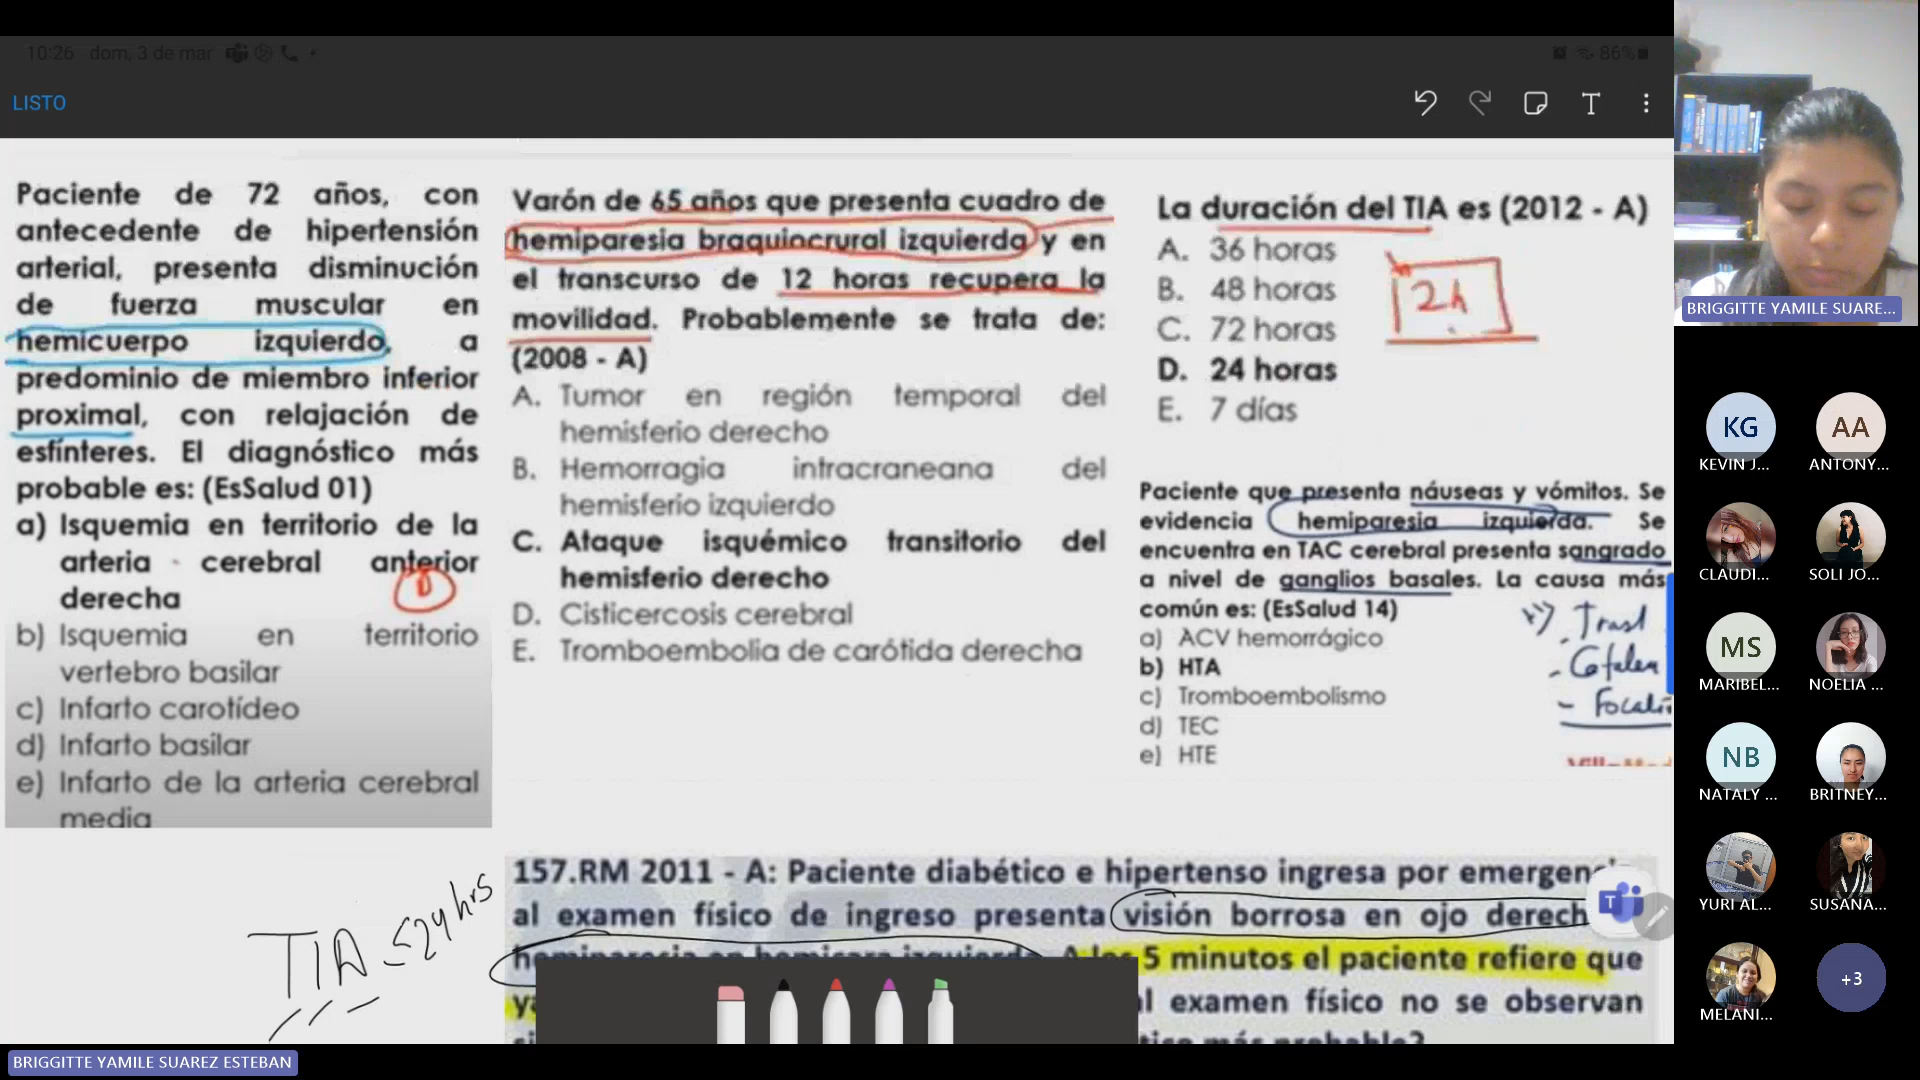 10:26 dom, 3 de mar
86%
LISTO
Paciente de 72 años, con
antecedente de hipertensión
arterial, presenta disminución
de fuerza muscular en
hemicuerpo izquierdo, a
predominio de miembro inferior
proximal, con relajación de
esfínteres. El diagnóstico más
probable es: (EsSalud 01)
a) Isquemia en territorio de la
arteria cerebral anterior
derecha
b) Isquemia en territorio
vertebro basilar
c) Infarto carotídeo
d) Infarto basilar
e) Infarto de la arteria cerebral
media
TIA ≤24hrs
Varón de 65 años que presenta cuadro de
hemiparesia braquiocrural izquierda y en
el transcurso de 12 horas recupera la
movilidad. Probablemente se trata de:
(2008 - A)
A. Tumor en región temporal del
hemisferio derecho
B. Hemorragia intracraneana del
hemisferio izquierdo
C. Ataque isquémico transitorio del
hemisferio derecho
D. Cisticercosis cerebral
E. Tromboembolia de carótida derecha
La duración del TIA es (2012 - A)
A. 36 horas
B. 48 horas
C. 72 horas
D. 24 horas
E. 7 días
2h
Paciente que presenta náuseas y vómitos. Se
evidencia hemiparesia izquierda. Se
encuentra en TAC cerebral presenta sangrado
a nivel de ganglios basales. La causa más
común es: (EsSalud 14)
a) ACV hemorrágico
b) HTA
c) Tromboembolismo
d) TEC
e) HTE
157.RM 2011 - A: Paciente diabético e hipertenso ingresa por
al examen físico de ingreso presenta visión borrosa en ojo
5 minutos el paciente refiere que
examen físico no se observan
más probable?
BRIGGITTE YAMILE SUARE...
KG
AA
KEVIN J...
ANTONY...
CLAUDI...
SOLI JO...
MS
MARIBEL...
NOELIA ...
NB
NATALY ...
BRITNEY...
YURI AL...
SUSANA...
MELANI...
+3
BRIGGITTE YAMILE SUAREZ ESTEBAN